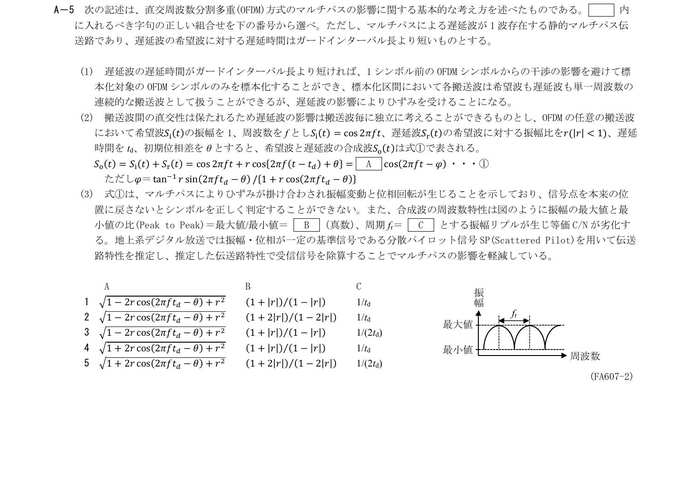 A－5 次の記述は、直交周波数分割多重(OFDM)方式のマルチパスの影響に関する基本的な考え方を述べたものである。 内
に入れるべき字句の正しい組合せを下の番号から選べ。ただし、マルチパスによる遅延波が1波存在する静的マルチパス伝
送路であり、遅延波の希望波に対する遅延時間はガードインターバル長より短いものとする。
(1) 遅延波の遅延時間がガードインターバル長より短ければ、1シンボル前のOFDMシンボルからの干渉の影響を避けて標
本化対象のOFDMシンボルのみを標本化することができ、標本化区間において各搬送波は希望波も遅延波も単一周波数の
連続的な搬送波として扱うことができるが、遅延波の影響によりひずみを受けることになる。
(2) 搬送波間の直交性は保たれるため遅延波の影響は搬送波毎に独立に考えることができるものとし、OFDMの任意の搬送波
において希望波Si(t)の振幅を1、周波数をfとしSi(t) = cos 2πft、遅延波Sr(t)の希望波に対する振幅比をr(|r| < 1)、遅延
時間をtd、初期位相差をθとすると、希望波と遅延波の合成波So(t)は式①で表される。
So(t) = Si(t) + Sr(t) = cos 2πft + r cos{2πf(t − td) + θ} = A cos(2πft − φ) ・・・①
ただしφ= tan⁻¹ r sin(2πftd − θ) /{1 + r cos(2πftd − θ)}
(3) 式①は、マルチパスによりひずみが掛け合わされ振幅変動と位相回転が生じることを示しており、信号点を本来の位
置に戻さないとシンボルを正しく判定することができない。また、合成波の周波数特性は図のように振幅の最大値と最
小値の比(Peak to Peak)＝最大値/最小値＝ B (真数)、周期fr＝ C とする振幅リプルが生じ等価C/Nが劣化す
る。地上系デジタル放送では振幅・位相が一定の基準信号である分散パイロット信号SP(Scattered Pilot)を用いて伝送
路特性を推定し、推定した伝送路特性で受信信号を除算することでマルチパスの影響を軽減している。
A B C
1 √1 − 2r cos(2πftd − θ) + r² (1 + |r|)/(1 − |r|) 1/td
2 √1 − 2r cos(2πftd − θ) + r² (1 + 2|r|)/(1 − 2|r|) 1/td
3 √1 − 2r cos(2πftd − θ) + r² (1 + |r|)/(1 − |r|) 1/(2td)
4 √1 + 2r cos(2πftd − θ) + r² (1 + |r|)/(1 − |r|) 1/td
5 √1 + 2r cos(2πftd − θ) + r² (1 + 2|r|)/(1 − 2|r|) 1/(2td)
振幅
fr
最大値
最小値
周波数
(FA607-2)